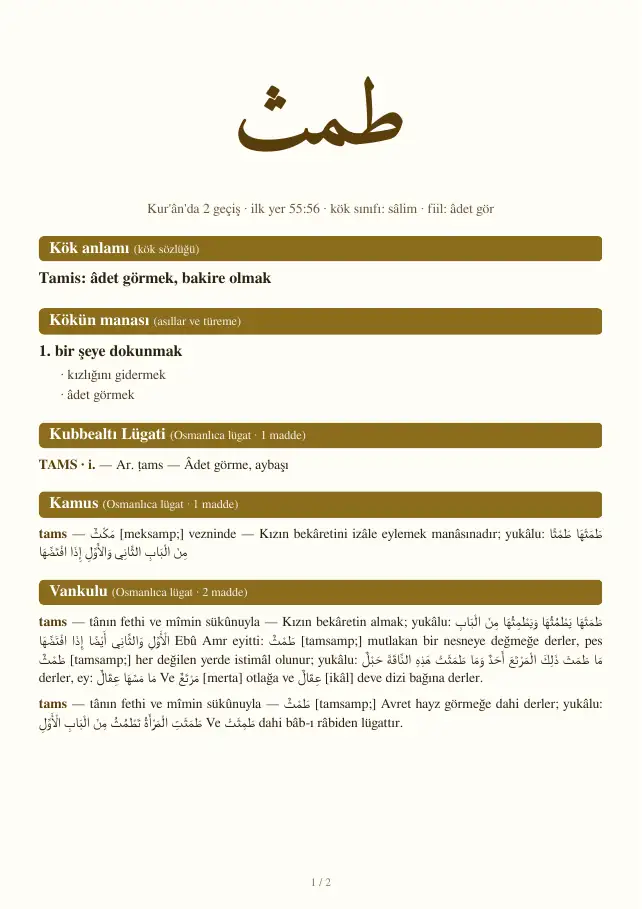 طمث
Kur'ân'da 2 geçiş · ilk yer 55:56 · kök sınıfı: sâlim · fiil: âdet gör
Kök anlamı (kök sözlüğü)
Tamis: âdet görmek, bakire olmak
Kökün manası (asıllar ve türeme)
1. bir şeye dokunmak
· kızlığını gidermek
· âdet görmek
Kubbealtı Lügati (Osmanlıca lügat · 1 madde)
TAMS · i. — Ar. ṭams — Âdet görme, aybaşı
Kamus (Osmanlıca lügat · 1 madde)
tams — مَكْثٌ [meksamp;] vezninde — Kızın bekâretini izâle eylemek manâsınadır; yukâlu: طَمَثَهَا طَمْثًا
مِنَ الْبَابِ الثَّانِي وَالْأَوَّلِ إِذَا افْتَضَّهَا
Vankulu (Osmanlıca lügat · 2 madde)
tams — tânın fethi ve mîmin sükûnuyla — Kızın bekâretin almak; yukâlu: طَمَثَهَا يَطْمُثُهَا وَيَطْمِثُهَا مِنَ الْبَابِ
الْأَوَّلِ وَالثَّانِي أَيْضًا إِذَا افْتَضَّهَا Ebû Amr eyitti: طَمْثٌ [tamsamp;] mutlakan bir nesneye değmeğe derler, pes
طَمْثٌ [tamsamp;] her değilen yerde istimâl olunur; yukâlu: مَا طَمَثَ ذَلِكَ الْمَرْتَعَ أَحَدٌ وَمَا طَمَثَتْ هَذِهِ النَّاقَةَ حَبْلٌ
derler, ey: مَا مَسَّهَا عِقَالٌ Ve مَرْتَعٌ [merta] otlağa ve عِقَالٌ [ikâl] deve dizi bağına derler.
tams — tânın fethi ve mîmin sükûnuyla — طَمْثٌ [tamsamp;] Avret hayz görmeğe dahi derler; yukâlu:
طَمَثَتِ الْمَرْأَةُ تَطْمُثُ مِنَ الْبَابِ الْأَوَّلِ Ve طَمِثَتْ dahi bâb-ı râbiden lügattır.
1 / 2